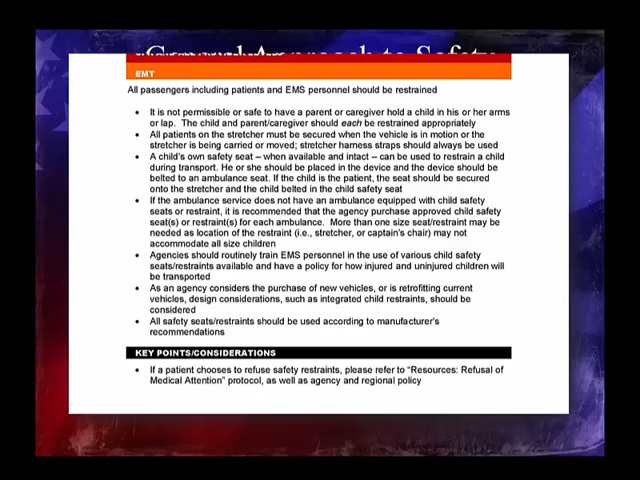 General Approach to Safety
EMT
All passengers including patients and EMS personnel should be restrained
• It is not permissible or safe to have a parent or caregiver hold a child in his or her arms
or lap. The child and parent/caregiver should each be restrained appropriately
• All patients on the stretcher must be secured when the vehicle is in motion or the
stretcher is being carried or moved; stretcher harness straps should always be used
• A child's own safety seat – when available and intact – can be used to restrain a child
during transport. He or she should be placed in the device and the device should be
belted to an ambulance seat. If the child is the patient, the seat should be secured
onto the stretcher and the child belted in the child safety seat
• If the ambulance service does not have an ambulance equipped with child safety
seats or restraint, it is recommended that the agency purchase approved child safety
seat(s) or restraint(s) for each ambulance. More than one size seat/restraint may be
needed as location of the restraint (i.e., stretcher, or captain's chair) may not
accommodate all size children
• Agencies should routinely train EMS personnel in the use of various child safety
seats/restraints available and have a policy for how injured and uninjured children will
be transported
• As an agency considers the purchase of new vehicles, or is retrofitting current
vehicles, design considerations, such as integrated child restraints, should be
considered
• All safety seats/restraints should be used according to manufacturer's
recommendations
KEY POINTS/CONSIDERATIONS
• If a patient chooses to refuse safety restraints, please refer to "Resources: Refusal of
Medical Attention" protocol, as well as agency and regional policy